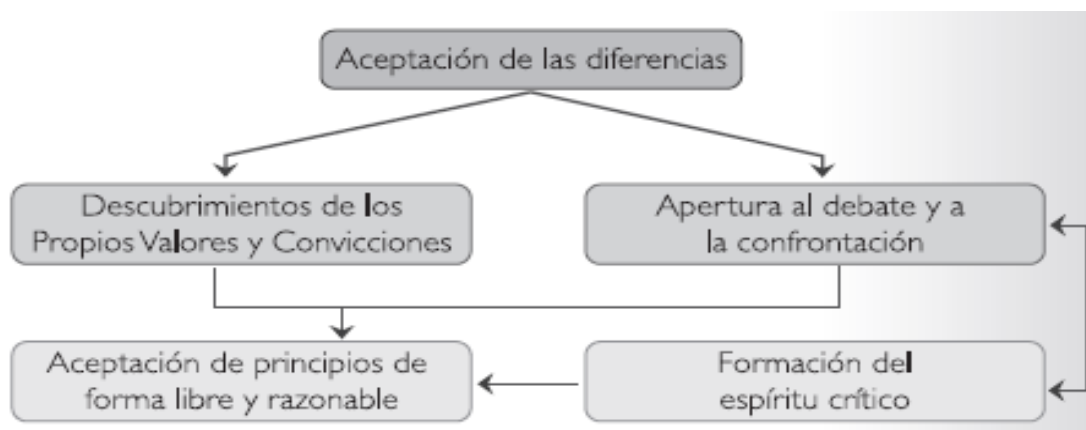 Aceptación de las diferencias
Descubrimientos de los
Propios Valores y Convicciones
Apertura al debate y a
la confrontación
Aceptación de principios de
forma libre y razonable
Formación del
espíritu crítico